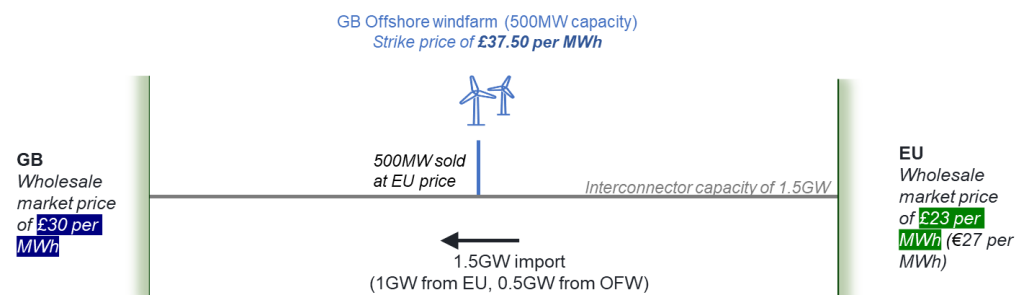 GB Offshore windfarm (500MW capacity)
Strike price of £37.50 per MWh
GB
Wholesale
market price
of £30 per
MWh
500MW sold
at EU price
Interconnector capacity of 1.5GW
1.5GW import
(1GW from EU, 0.5GW from OFW)
EU
Wholesale
market price
of £23 per
MWh (€27 per
MWh)